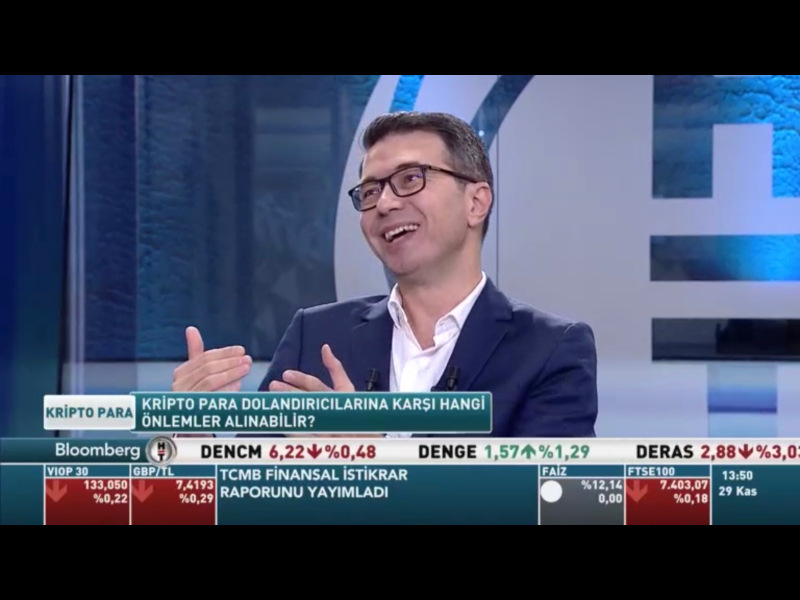 KRİPTO PARA
KRİPTO PARA DOLANDIRICILARINA KARŞI HANGİ
ÖNLEMLER ALINABİLİR?
Bloomberg HT
DENCM 6,22 %0,48 DENGE 1,57 %1,29 DERAS 2,88 %3,03
VIOP 30
133,050
%0,22
GBP/TL
7,4193
%0,29
TCMB FİNANSAL İSTİKRAR
RAPORUNU YAYIMLADI
FAİZ
%12,14
0,00
FTSE100
7.403,07
%0,18
13:50
29 Kas